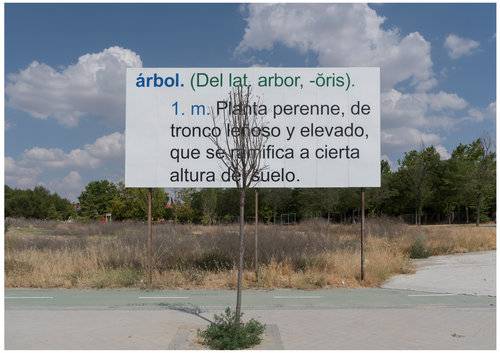 árbol. (Del lat. arbor, -ŏris).
1. m. Planta perenne, de
tronco leñoso y elevado,
que se ramifica a cierta
altura del suelo.